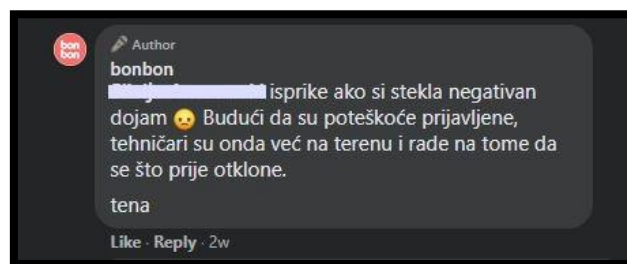 bon
bon
Author
bonbon
isprike ako si stekla negativan
dojam 😞 Budući da su poteškoće prijavljene,
tehničari su onda već na terenu i rade na tome da
se što prije otklone.
tena
Like · Reply · 2w